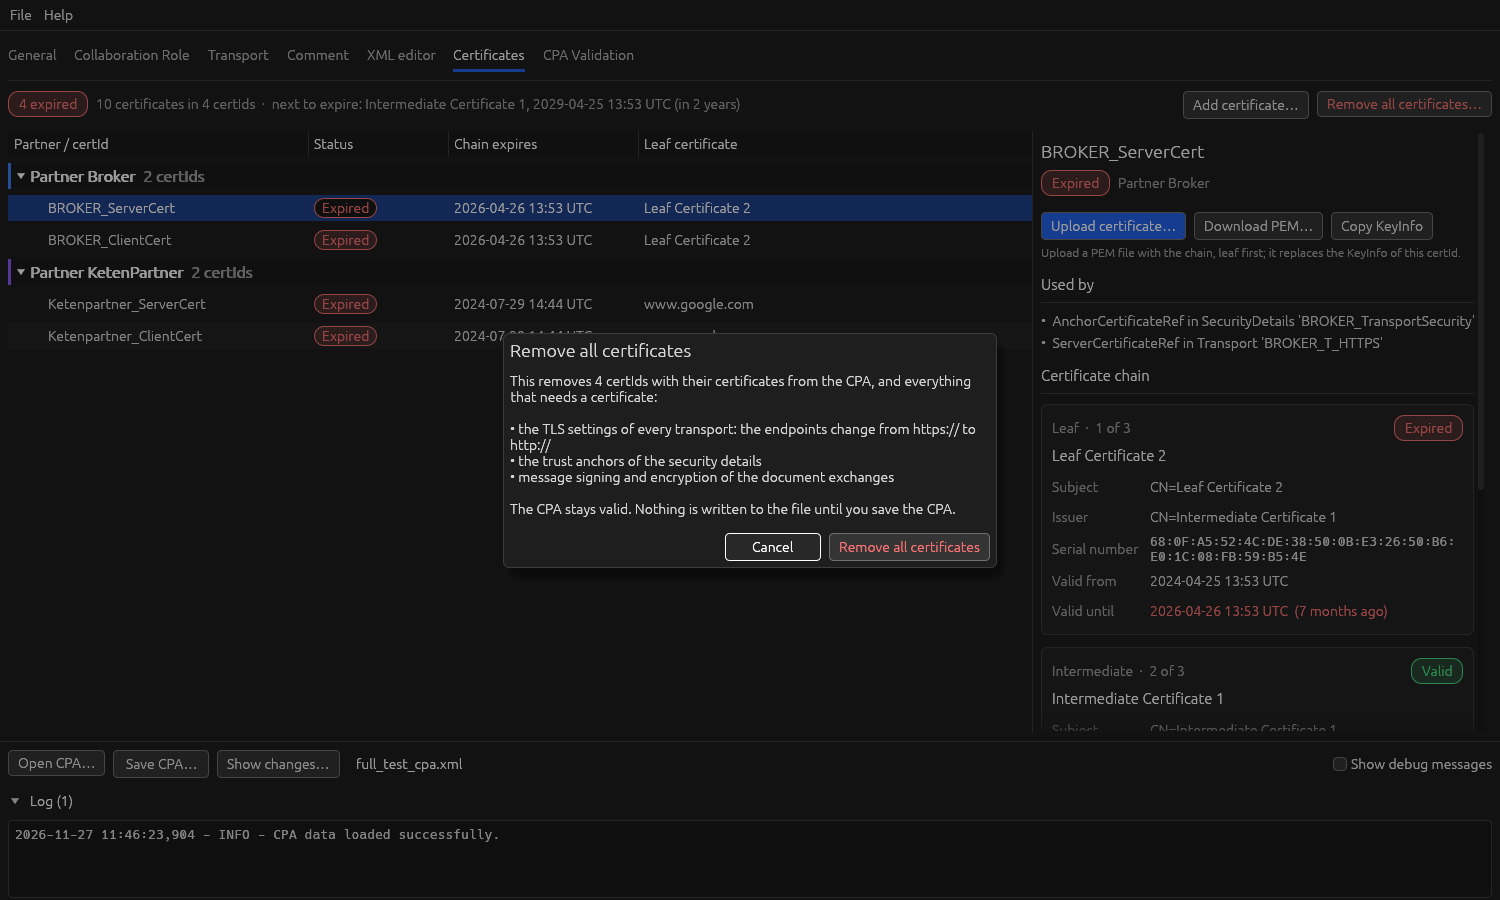 File Help
General Collaboration Role Transport Comment XML editor Certificates CPA Validation
4 expired 10 certificates in 4 certIds · next to expire: Intermediate Certificate 1, 2029-04-25 13:53 UTC (in 2 years) Add certificate... Remove all certificates...
Partner / certId Status Chain expires Leaf certificate
Partner Broker 2 certIds
BROKER_ServerCert Expired 2026-04-26 13:53 UTC Leaf Certificate 2
BROKER_ClientCert Expired 2026-04-26 13:53 UTC Leaf Certificate 2
Partner KetenPartner 2 certIds
Ketenpartner_ServerCert Expired 2024-07-29 14:44 UTC www.google.com
Ketenpartner_ClientCert Expired
Remove all certificates
This removes 4 certIds with their certificates from the CPA, and everything
that needs a certificate:
• the TLS settings of every transport: the endpoints change from https:// to
http://
• the trust anchors of the security details
• message signing and encryption of the document exchanges
The CPA stays valid. Nothing is written to the file until you save the CPA.
Cancel Remove all certificates
BROKER_ServerCert
Expired Partner Broker
Upload certificate... Download PEM... Copy KeyInfo
Upload a PEM file with the chain, leaf first; it replaces the KeyInfo of this certId.
Used by
• AnchorCertificateRef in SecurityDetails 'BROKER_TransportSecurity'
• ServerCertificateRef in Transport 'BROKER_T_HTTPS'
Certificate chain
Leaf · 1 of 3 Expired
Leaf Certificate 2
Subject CN=Leaf Certificate 2
Issuer CN=Intermediate Certificate 1
Serial number 68:0F:A5:52:4C:DE:38:50:0B:E3:26:50:B6:
E0:1C:08:FB:59:B5:4E
Valid from 2024-04-25 13:53 UTC
Valid until 2026-04-26 13:53 UTC (7 months ago)
Intermediate · 2 of 3 Valid
Intermediate Certificate 1
Subject CN=Intermediate Certificate 1
Open CPA... Save CPA... Show changes... full_test_cpa.xml Show debug messages
Log (1)
2026-11-27 11:46:23,904 - INFO - CPA data loaded successfully.